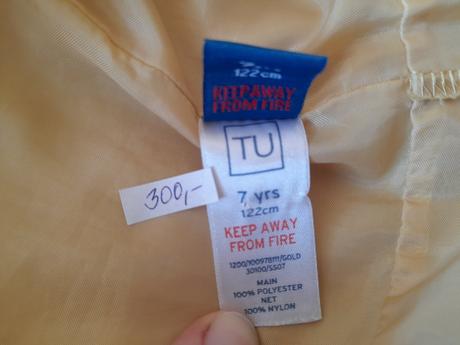 122cm
KEEP AWAY
FROM FIRE
TU
7 yrs
122cm
KEEP AWAY
FROM FIRE
300,-
1200/100978111/GOLD
30100/SS07
MAIN
100% POLYESTER
NET
100% NYLON